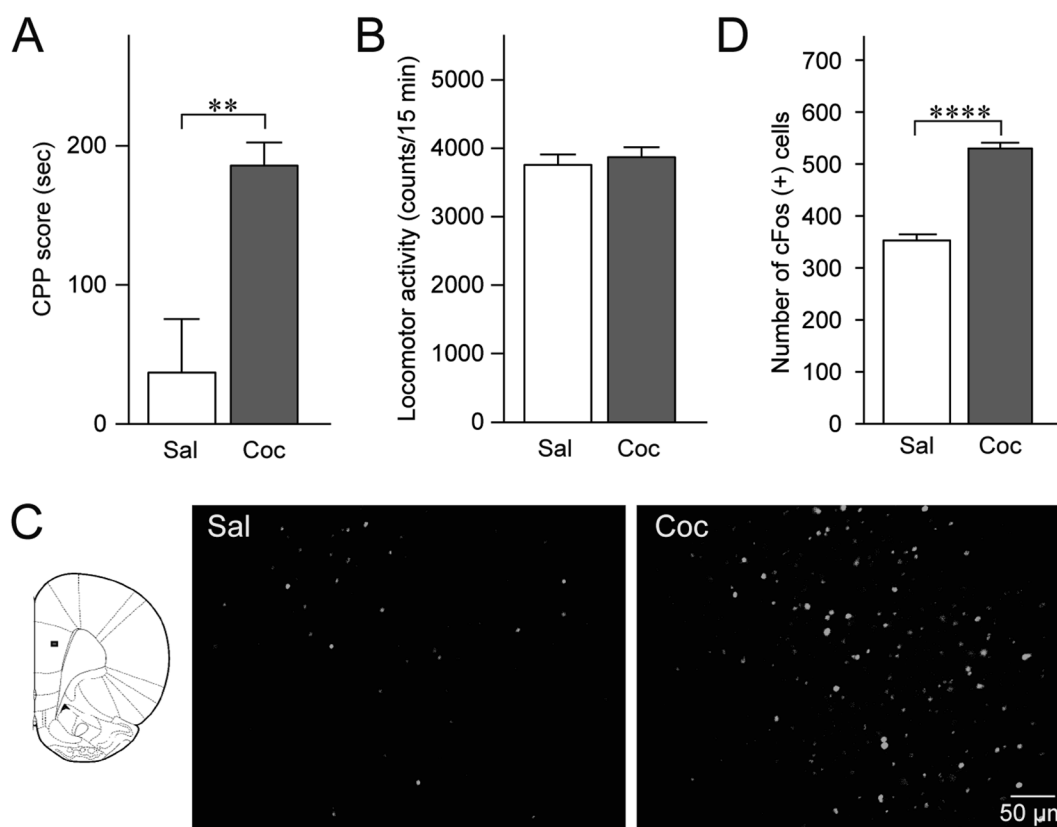 A
CPP score (sec)
200
100
0
**
Sal
Coc
B
Locomotor activity (counts/15 min)
5000
4000
3000
2000
1000
0
Sal
Coc
D
Number of cFos (+) cells
700
600
500
400
300
200
100
0
****
Sal
Coc
C
Sal
Coc
50 µm